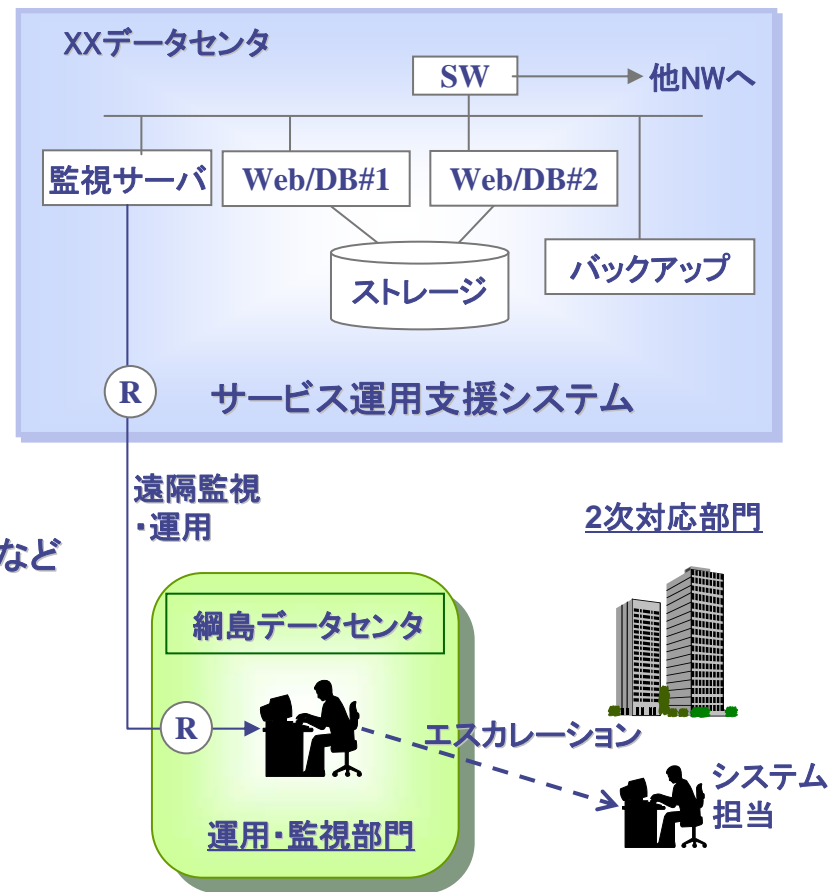 XXデータセンタ
SW
他NWへ
監視サーバ
Web/DB#1
Web/DB#2
ストレージ
バックアップ
R
サービス運用支援システム
遠隔監視
・運用
2次対応部門
など
綱島データセンタ
R
エスカレーション
システム
担当
運用・監視部門